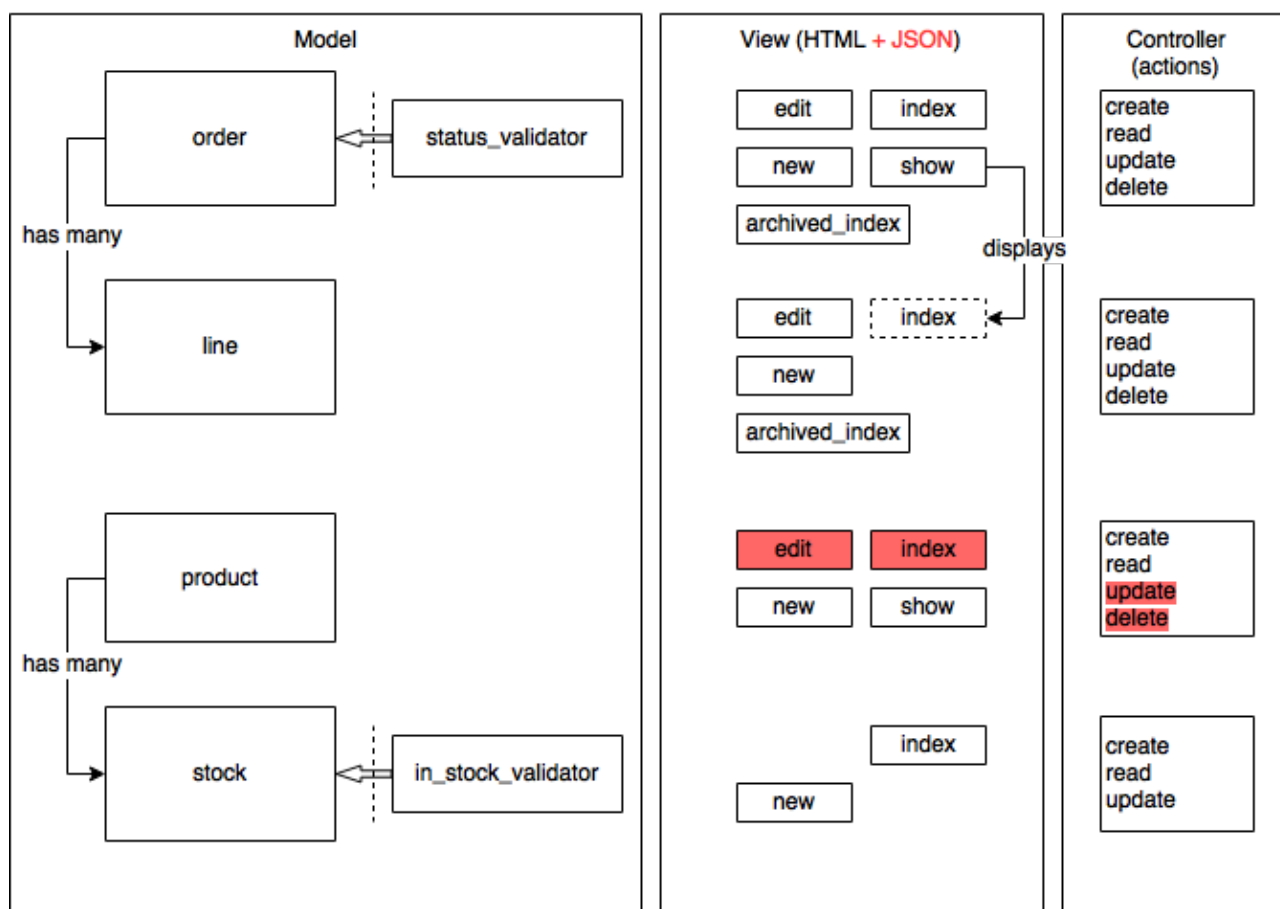 Model
order
status_validator
has many
line
product
has many
stock
in_stock_validator
View (HTML + JSON)
edit
index
new
show
archived_index
displays
edit
index
new
archived_index
edit
index
new
show
index
new
Controller
(actions)
create
read
update
delete
create
read
update
delete
create
read
update
delete
create
read
update